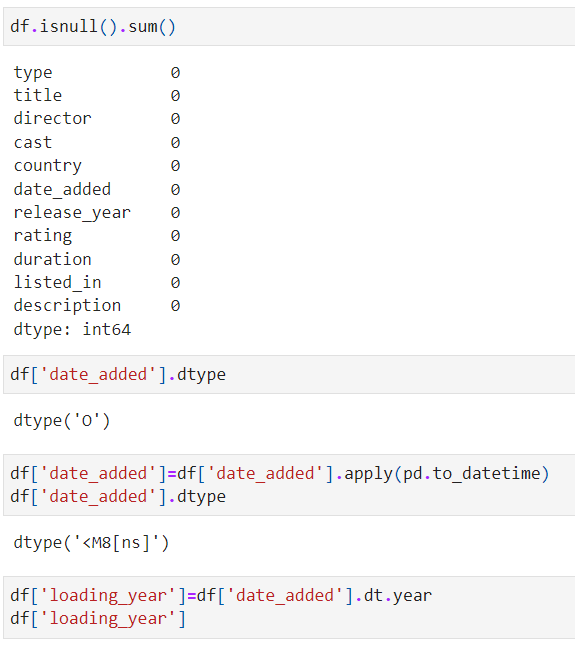 df.isnull().sum()
type 0
title 0
director 0
cast 0
country 0
date_added 0
release_year 0
rating 0
duration 0
listed_in 0
description 0
dtype: int64
df['date_added'].dtype
dtype('O')
df['date_added']=df['date_added'].apply(pd.to_datetime)
df['date_added'].dtype
dtype('<M8[ns]')
df['loading_year']=df['date_added'].dt.year
df['loading_year']